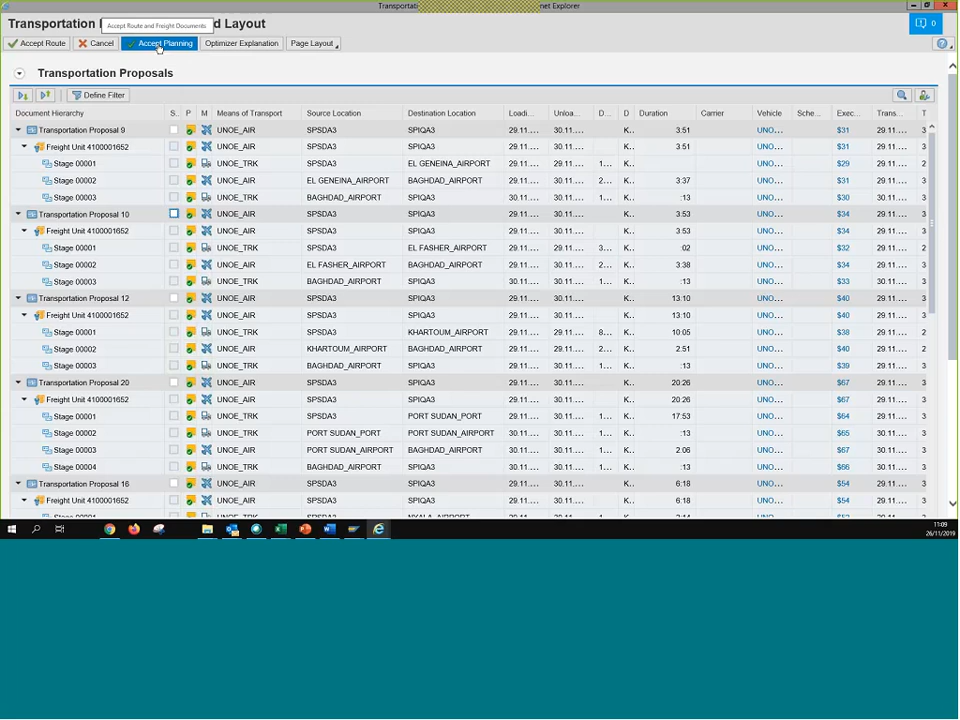 Transportati net Explorer
Transportation d Layout
Accept Route and Freight Documents
0
Accept Route Cancel Accept Planning Optimizer Explanation Page Layout
Transportation Proposals
Define Filter
Document Hierarchy S.. P M Means of Transport Source Location Destination Location Loadi... Unloa... D... D Duration Carrier Vehicle Sche... Exec... Trans... T
Transportation Proposal 9 UNOE_AIR SPSDA3 SPIQA3 29.11.... 30.11.... K.. 3:51 UNO... $31 29.11.... 3
Freight Unit 4100001652 UNOE_AIR SPSDA3 SPIQA3 29.11.... 30.11.... K.. 3:51 UNO... $31 29.11.... 3
Stage 00001 UNOE_TRK SPSDA3 EL GENEINA_AIRPORT 29.11.... 29.11.... 1... K.. UNO... $29 29.11.... 2
Stage 00002 UNOE_AIR EL GENEINA_AIRPORT BAGHDAD_AIRPORT 29.11.... 30.11.... 2... K.. 3:37 UNO... $31 29.11.... 3
Stage 00003 UNOE_TRK BAGHDAD_AIRPORT SPIQA3 30.11.... 30.11.... 1... K.. :13 UNO... $30 30.11.... 3
Transportation Proposal 10 UNOE_AIR SPSDA3 SPIQA3 29.11.... 30.11.... K.. 3:53 UNO... $34 29.11.... 3
Freight Unit 4100001652 UNOE_AIR SPSDA3 SPIQA3 29.11.... 30.11.... K.. 3:53 UNO... $34 29.11.... 3
Stage 00001 UNOE_TRK SPSDA3 EL FASHER_AIRPORT 29.11.... 29.11.... 3... K.. :02 UNO... $32 29.11.... 2
Stage 00002 UNOE_AIR EL FASHER_AIRPORT BAGHDAD_AIRPORT 29.11.... 30.11.... 2... K.. 3:38 UNO... $34 29.11.... 3
Stage 00003 UNOE_TRK BAGHDAD_AIRPORT SPIQA3 30.11.... 30.11.... 1... K.. :13 UNO... $33 30.11.... 3
Transportation Proposal 12 UNOE_AIR SPSDA3 SPIQA3 29.11.... 30.11.... K.. 13:10 UNO... $40 29.11.... 3
Freight Unit 4100001652 UNOE_AIR SPSDA3 SPIQA3 29.11.... 30.11.... K.. 13:10 UNO... $40 29.11.... 3
Stage 00001 UNOE_TRK SPSDA3 KHARTOUM_AIRPORT 29.11.... 29.11.... 8... K.. 10:05 UNO... $38 29.11.... 2
Stage 00002 UNOE_AIR KHARTOUM_AIRPORT BAGHDAD_AIRPORT 29.11.... 30.11.... 2... K.. 2:51 UNO... $40 29.11.... 3
Stage 00003 UNOE_TRK BAGHDAD_AIRPORT SPIQA3 30.11.... 30.11.... 1... K.. :13 UNO... $39 30.11.... 3
Transportation Proposal 20 UNOE_AIR SPSDA3 SPIQA3 29.11.... 30.11.... K.. 20:26 UNO... $67 29.11.... 3
Freight Unit 4100001652 UNOE_AIR SPSDA3 SPIQA3 29.11.... 30.11.... K.. 20:26 UNO... $67 29.11.... 3
Stage 00001 UNOE_TRK SPSDA3 PORT SUDAN_PORT 29.11.... 30.11.... 1... K.. 17:53 UNO... $64 29.11.... 3
Stage 00002 UNOE_TRK PORT SUDAN_PORT PORT SUDAN_AIRPORT 30.11.... 30.11.... 1... K.. :13 UNO... $65 30.11.... 3
Stage 00003 UNOE_AIR PORT SUDAN_AIRPORT BAGHDAD_AIRPORT 30.11.... 30.11.... 1... K.. 2:06 UNO... $67 30.11.... 3
Stage 00004 UNOE_TRK BAGHDAD_AIRPORT SPIQA3 30.11.... 30.11.... 1... K.. :13 UNO... $66 30.11.... 3
Transportation Proposal 16 UNOE_AIR SPSDA3 SPIQA3 29.11.... 30.11.... K.. 6:18 UNO... $54 29.11.... 3
Freight Unit 4100001652 UNOE_AIR SPSDA3 SPIQA3 29.11.... 30.11.... K.. 6:18 UNO... $54 29.11.... 3
11:09
26/11/2019